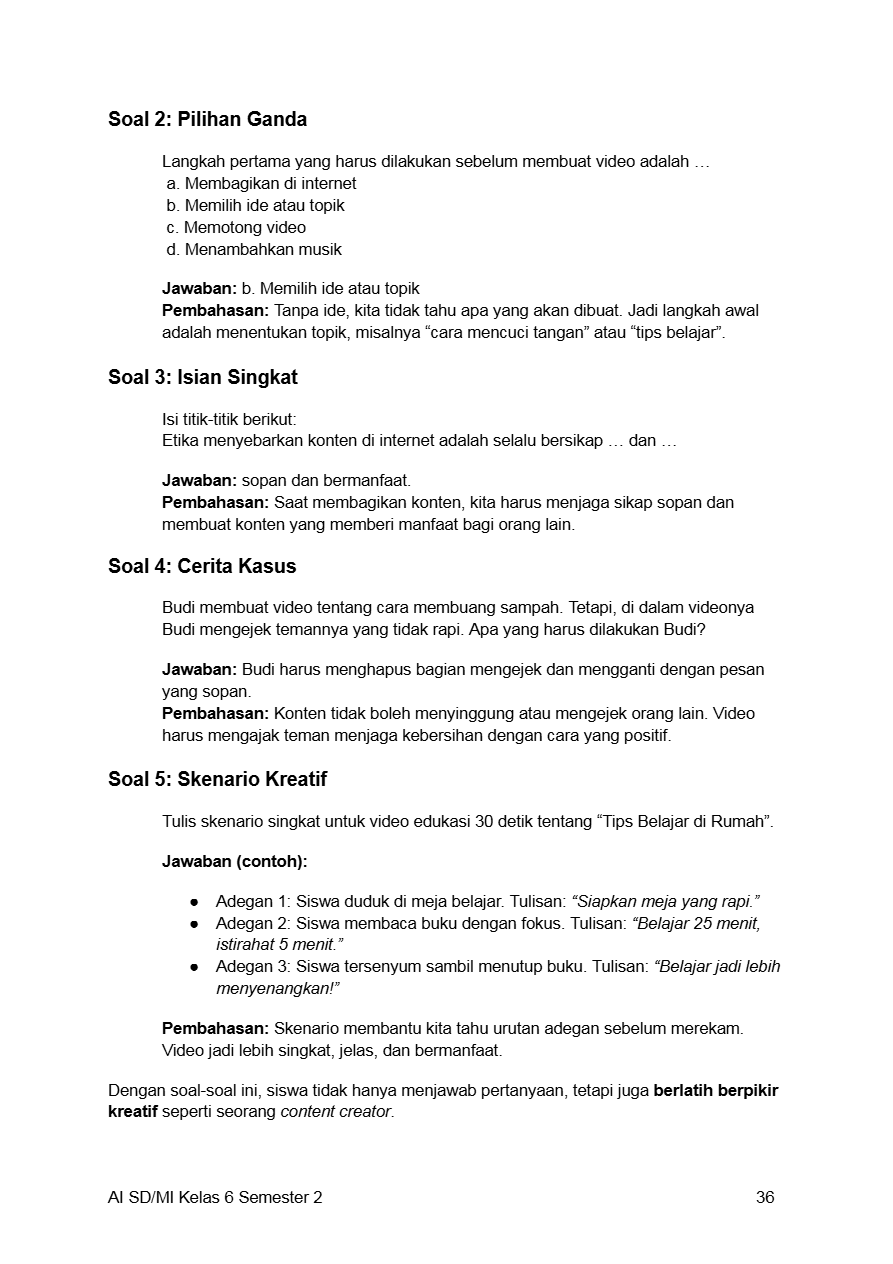 Soal 2: Pilihan Ganda
Langkah pertama yang harus dilakukan sebelum membuat video adalah …
a. Membagikan di internet
b. Memilih ide atau topik
c. Memotong video
d. Menambahkan musik
Jawaban: b. Memilih ide atau topik
Pembahasan: Tanpa ide, kita tidak tahu apa yang akan dibuat. Jadi langkah awal
adalah menentukan topik, misalnya “cara mencuci tangan” atau “tips belajar”.
Soal 3: Isian Singkat
Isi titik-titik berikut:
Etika menyebarkan konten di internet adalah selalu bersikap … dan …
Jawaban: sopan dan bermanfaat.
Pembahasan: Saat membagikan konten, kita harus menjaga sikap sopan dan
membuat konten yang memberi manfaat bagi orang lain.
Soal 4: Cerita Kasus
Budi membuat video tentang cara membuang sampah. Tetapi, di dalam videonya
Budi mengejek temannya yang tidak rapi. Apa yang harus dilakukan Budi?
Jawaban: Budi harus menghapus bagian mengejek dan mengganti dengan pesan
yang sopan.
Pembahasan: Konten tidak boleh menyinggung atau mengejek orang lain. Video
harus mengajak teman menjaga kebersihan dengan cara yang positif.
Soal 5: Skenario Kreatif
Tulis skenario singkat untuk video edukasi 30 detik tentang “Tips Belajar di Rumah”.
Jawaban (contoh):
● Adegan 1: Siswa duduk di meja belajar. Tulisan: “Siapkan meja yang rapi.”
● Adegan 2: Siswa membaca buku dengan fokus. Tulisan: “Belajar 25 menit,
istirahat 5 menit.”
● Adegan 3: Siswa tersenyum sambil menutup buku. Tulisan: “Belajar jadi lebih
menyenangkan!”
Pembahasan: Skenario membantu kita tahu urutan adegan sebelum merekam.
Video jadi lebih singkat, jelas, dan bermanfaat.
Dengan soal-soal ini, siswa tidak hanya menjawab pertanyaan, tetapi juga berlatih berpikir
kreatif seperti seorang content creator.
AI SD/MI Kelas 6 Semester 2 36